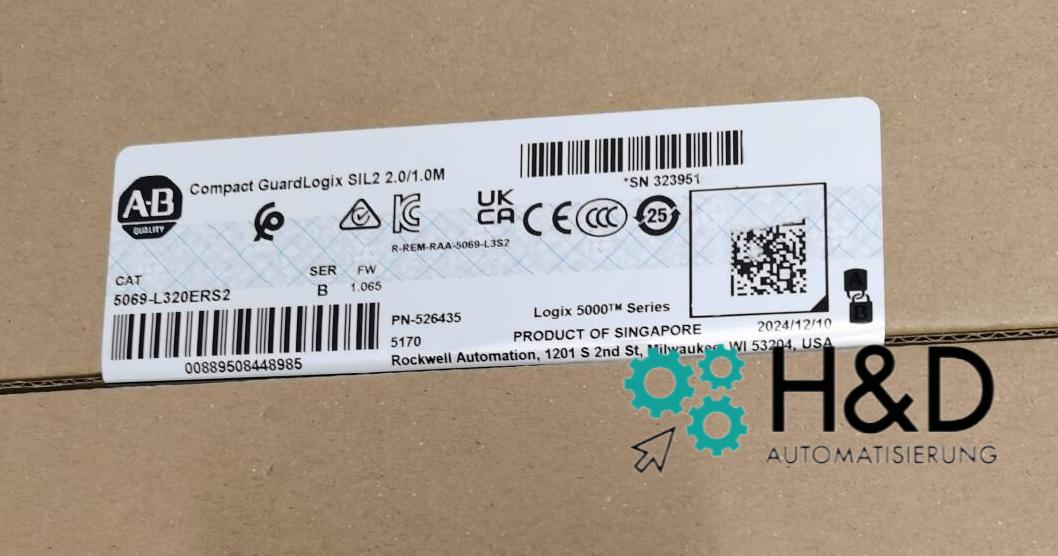 A-B
QUALITY
Compact GuardLogix SIL2 2.0/1.0M
*SN 323951
UK
CA
CE
CCC
25
R-REM-RAA-5069-L3S2
CAT
5069-L320ERS2
SER
B
FW
1.065
PN-526435
5170
Logix 5000™ Series
PRODUCT OF SINGAPORE
2024/12/10
Rockwell Automation, 1201 S 2nd St, Milwaukee, WI 53204, USA
00889508448985
A
B
H&D
AUTOMATISIERUNG